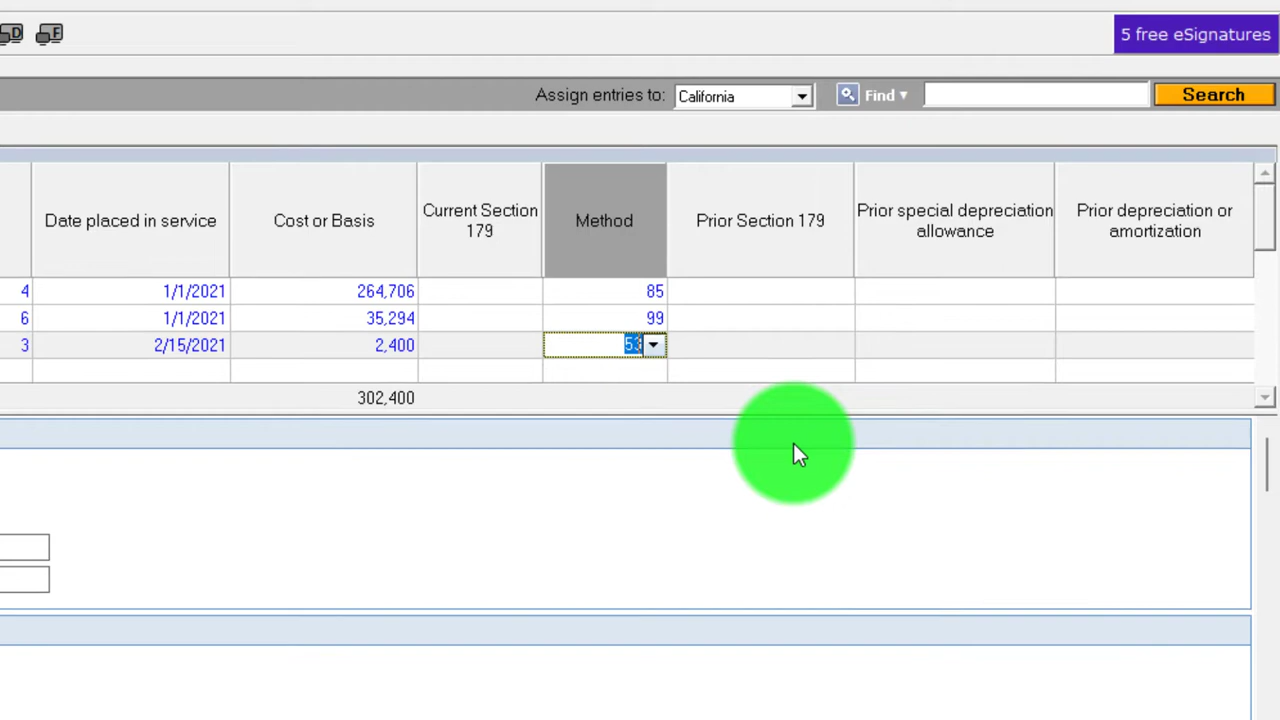 D F 5 free eSignatures
Assign entries to: California Find ▾ Search
Date placed in service Cost or Basis Current Section 179 Method Prior Section 179 Prior special depreciation allowance Prior depreciation or amortization
4 1/1/2021 264,706 85
6 1/1/2021 35,294 99
3 2/15/2021 2,400 53
302,400